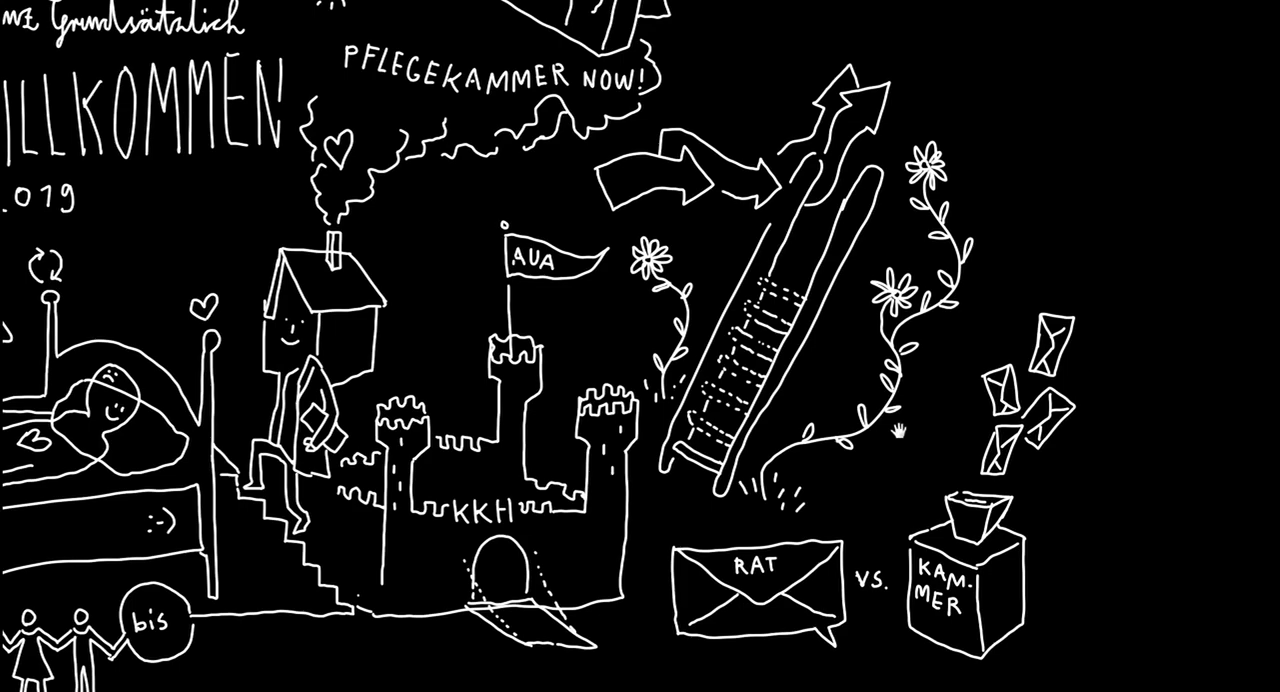 Grundsätzlich
PFLEGEKAMMER NOW!
ILLKOMMEN
.019
AUA
KKH
:-)
RAT
vs.
KAM-
MER
bis